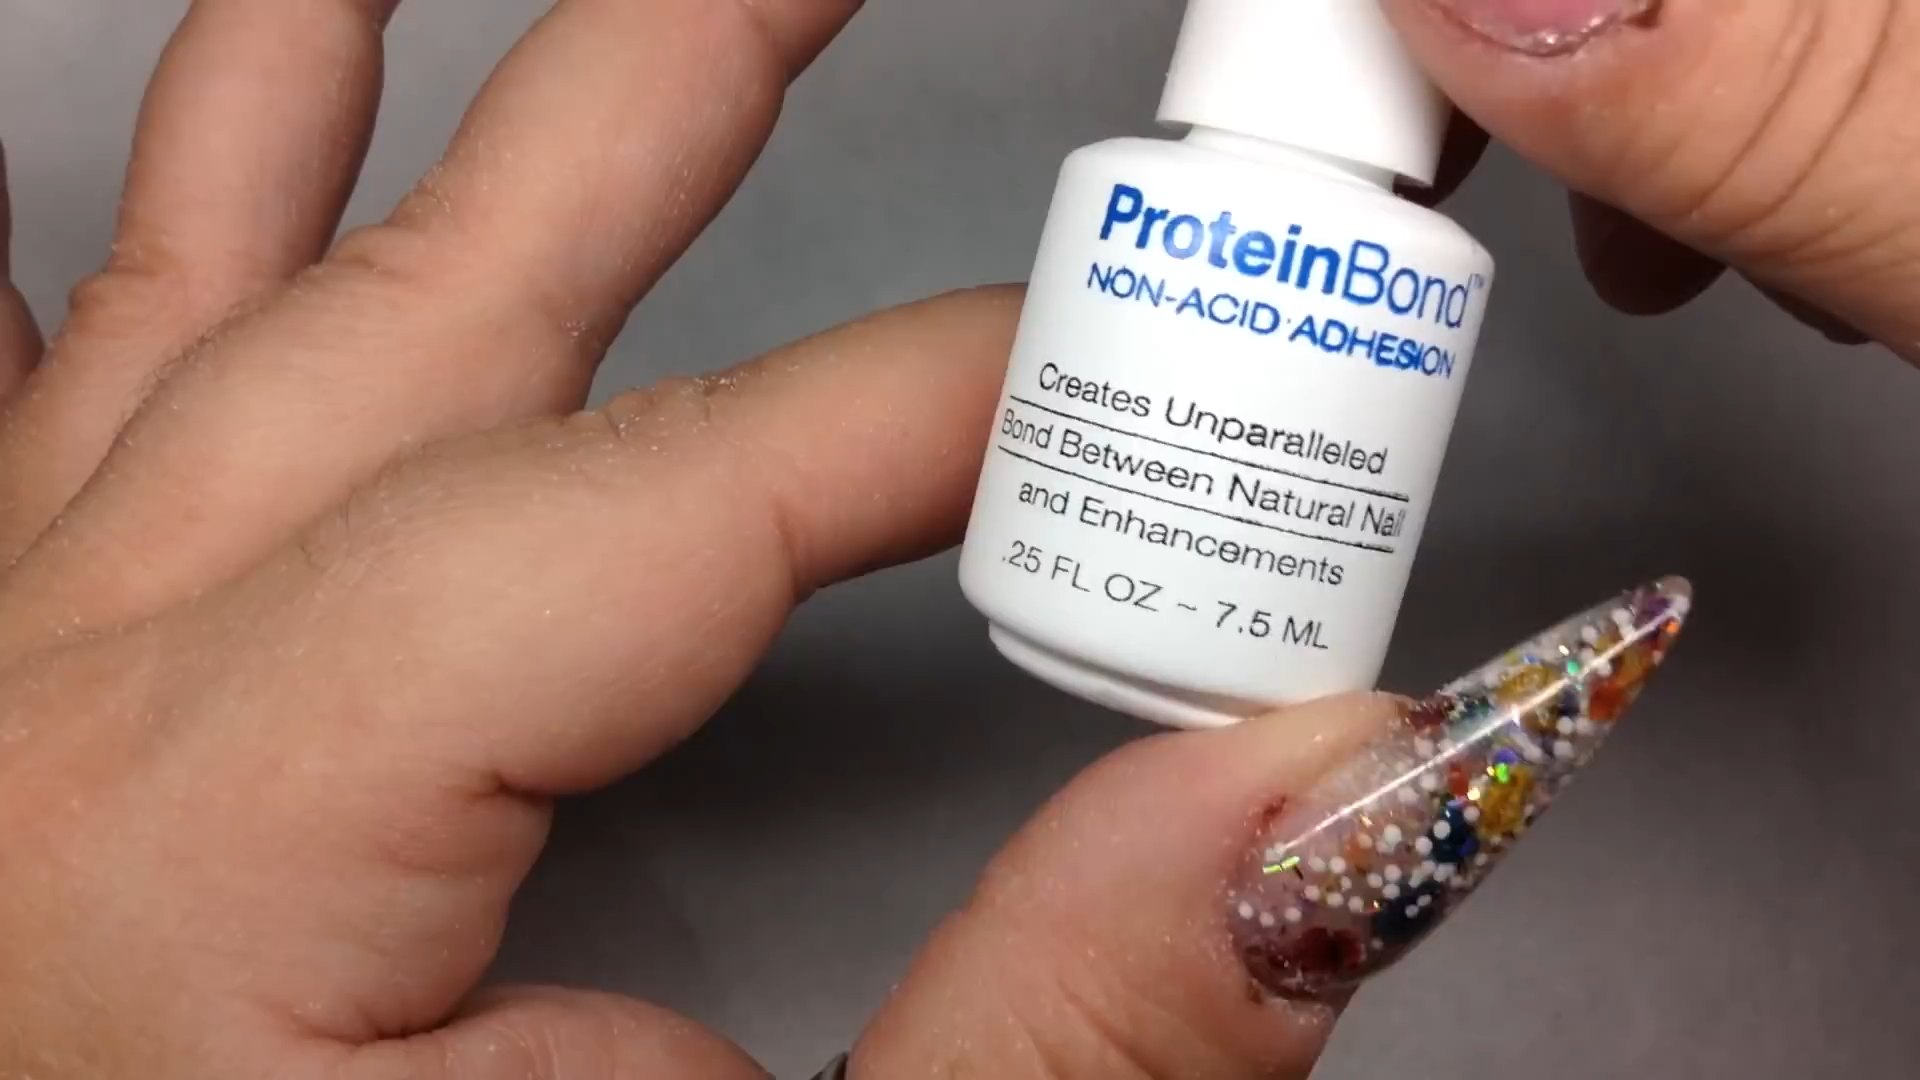 ProteinBond™
NON-ACID ADHESION
Creates Unparalleled
Bond Between Natural Nail
and Enhancements
.25 FL OZ ~ 7.5 ML